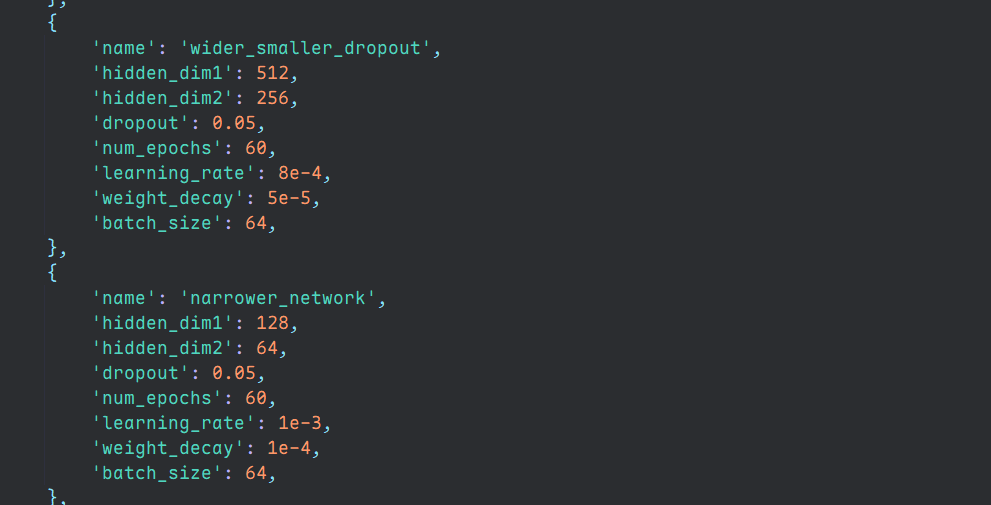 },
{
'name': 'wider_smaller_dropout',
'hidden_dim1': 512,
'hidden_dim2': 256,
'dropout': 0.05,
'num_epochs': 60,
'learning_rate': 8e-4,
'weight_decay': 5e-5,
'batch_size': 64,
},
{
'name': 'narrower_network',
'hidden_dim1': 128,
'hidden_dim2': 64,
'dropout': 0.05,
'num_epochs': 60,
'learning_rate': 1e-3,
'weight_decay': 1e-4,
'batch_size': 64,
},